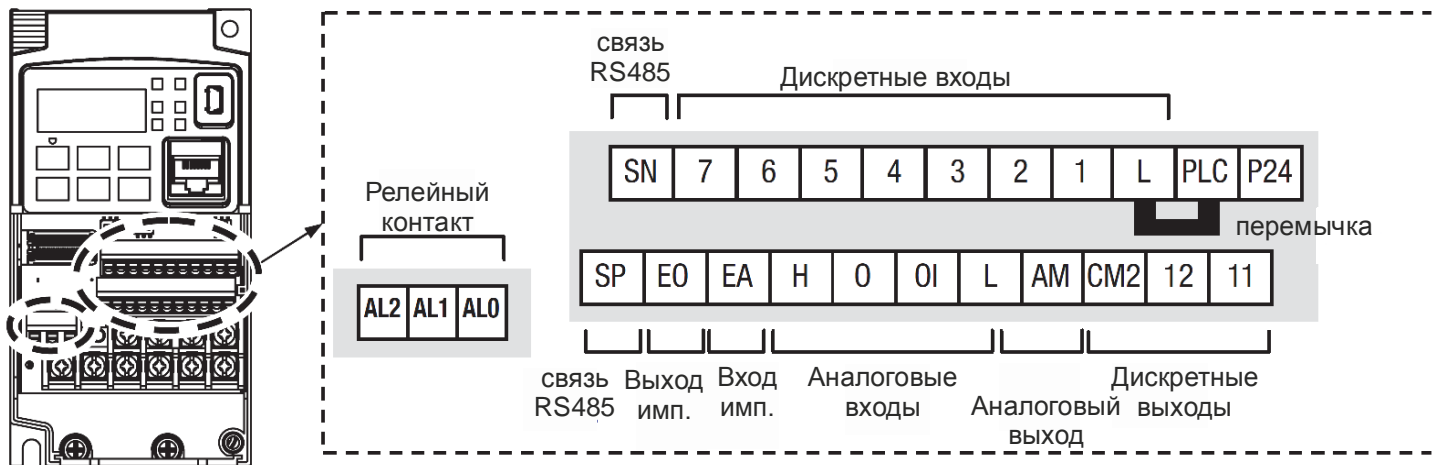 связь
RS485
Дискретные входы
SN 7 6 5 4 3 2 1 L PLC P24
перемычка
Релейный
контакт
AL2 AL1 AL0
SP EO EA H O OI L AM CM2 12 11
связь
RS485
Выход
имп.
Вход
имп.
Аналоговые
входы
Аналоговый
выход
Дискретные
выходы